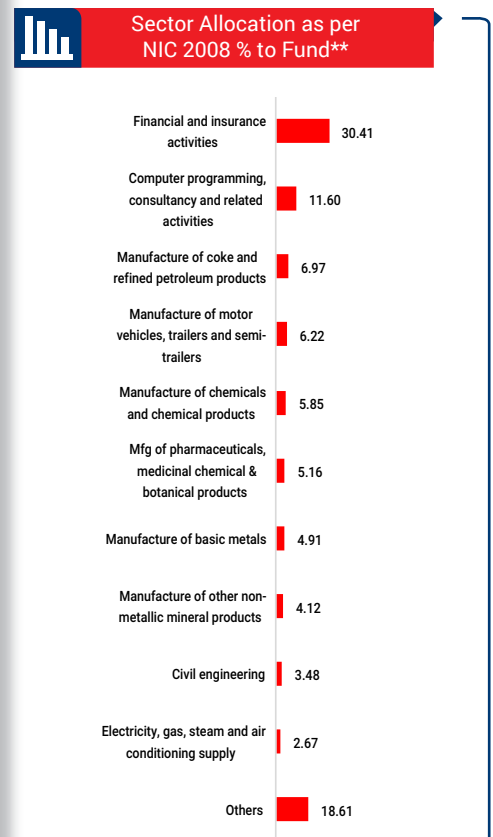 Sector Allocation as per
NIC 2008 % to Fund**
Financial and insurance
activities
30.41
Computer programming,
consultancy and related
activities
11.60
Manufacture of coke and
refined petroleum products
6.97
Manufacture of motor
vehicles, trailers and semi-
trailers
6.22
Manufacture of chemicals
and chemical products
5.85
Mfg of pharmaceuticals,
medicinal chemical &
botanical products
5.16
Manufacture of basic metals
4.91
Manufacture of other non-
metallic mineral products
4.12
Civil engineering
3.48
Electricity, gas, steam and air
conditioning supply
2.67
Others
18.61